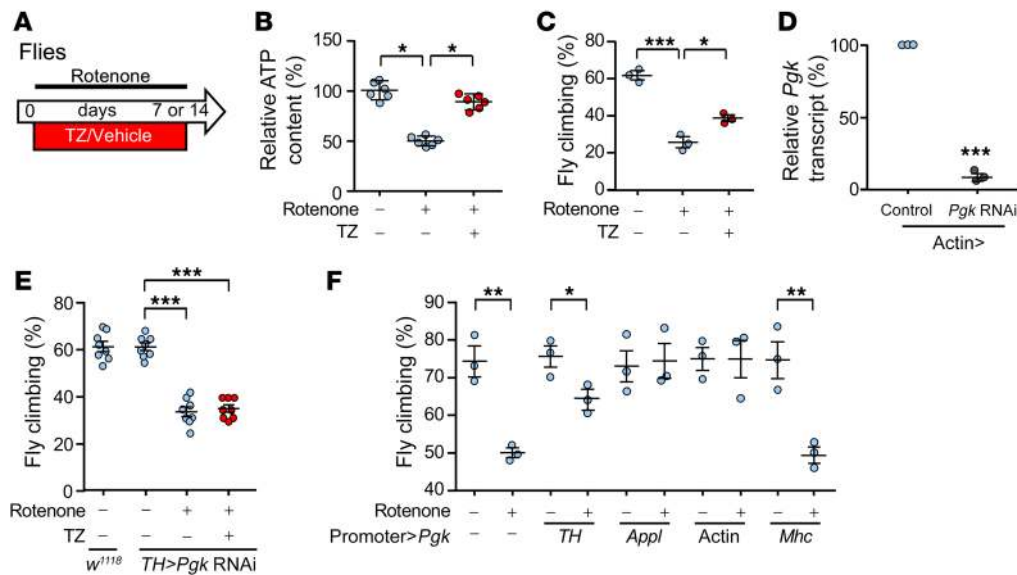 A
Flies
Rotenone
0 days 7 or 14
TZ/Vehicle
B
Relative ATP
content (%)
150
100
50
0
* *
Rotenone – + +
TZ – – +
C
Fly climbing (%)
80
60
40
20
0
*** *
Rotenone – + +
TZ – – +
D
Relative Pgk
transcript (%)
100
50
0
***
Control Pgk RNAi
Actin>
E
Fly climbing (%)
80
60
40
20
0
***
***
Rotenone – – + +
TZ – – – +
w1118 TH>Pgk RNAi
F
Fly climbing (%)
90
80
70
60
50
40
** * **
Rotenone – + – + – + – + – +
Promoter>Pgk – – TH Appl Actin Mhc